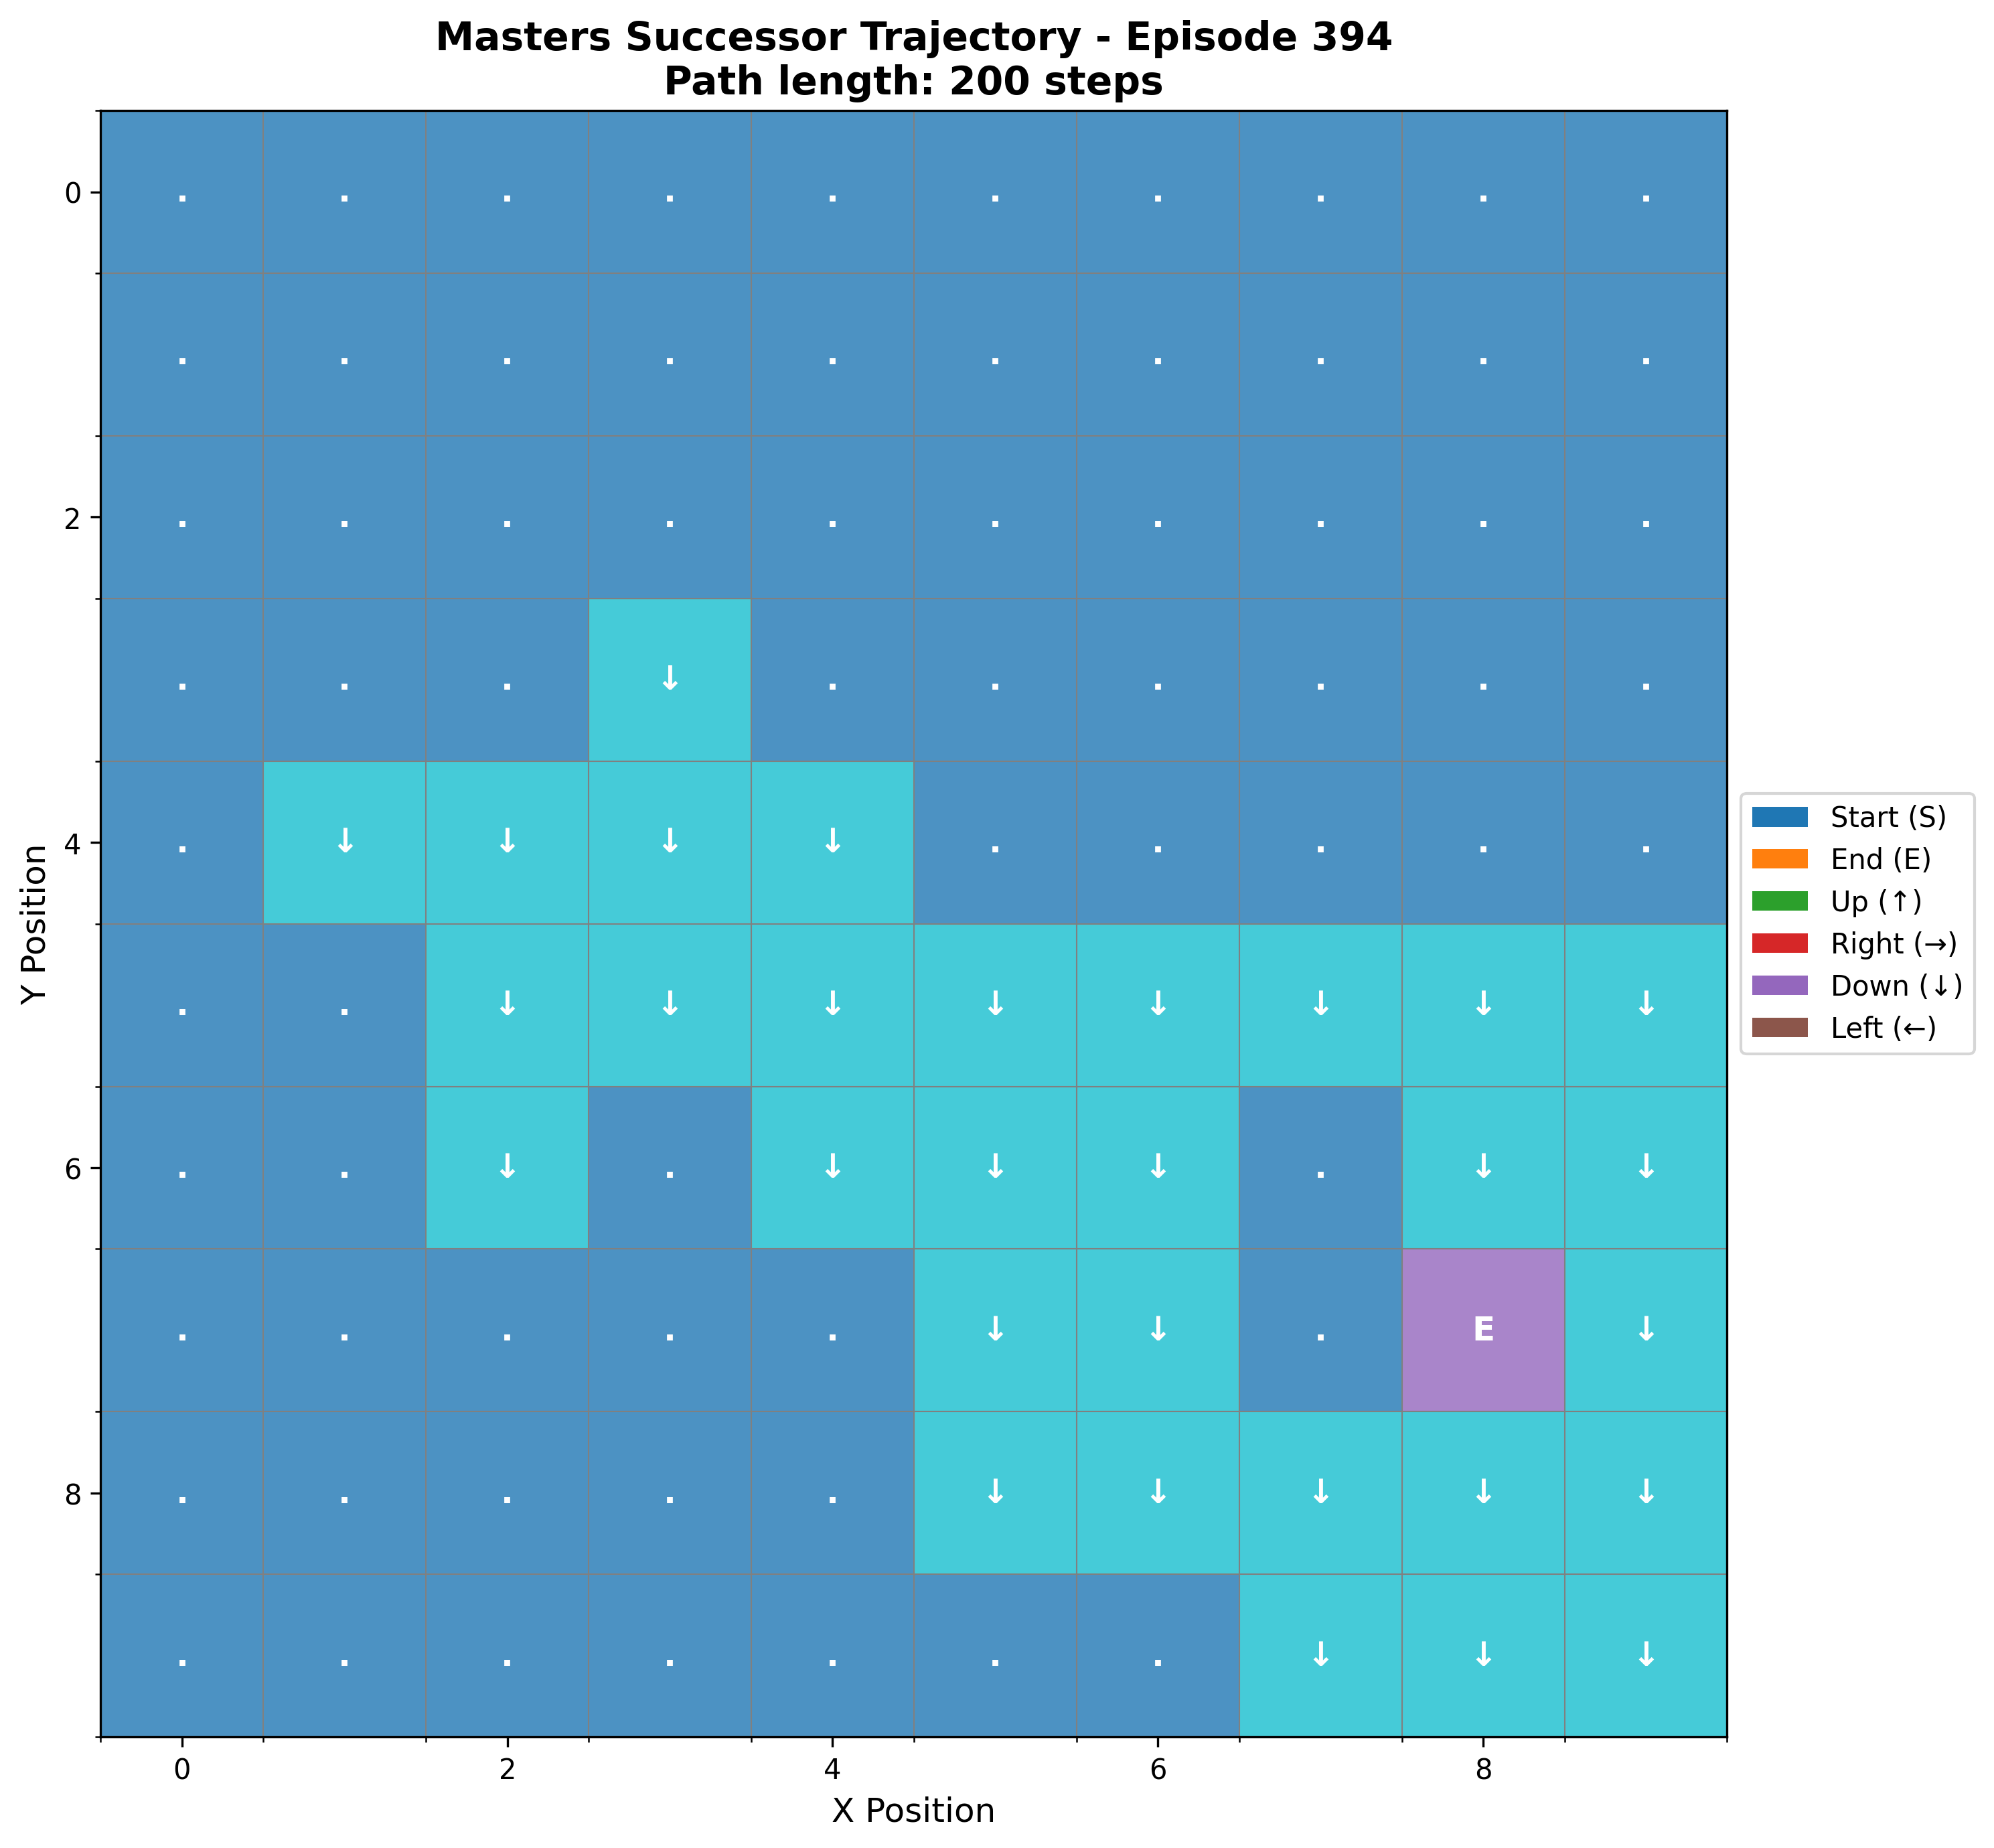 Masters Successor Trajectory - Episode 394
Path length: 200 steps
0 . . . . . . . . . .
. . . . . . . . . .
2 . . . . . . . . . .
. . . ↓ . . . . . .
4 . ↓ ↓ ↓ ↓ . . . . .
. . ↓ ↓ ↓ ↓ ↓ ↓ ↓ ↓
6 . . ↓ . ↓ ↓ ↓ . ↓ ↓
. . . . . ↓ ↓ . E ↓
8 . . . . . ↓ ↓ ↓ ↓ ↓
. . . . . . . ↓ ↓ ↓
0 2 4 6 8
X Position
Y Position
Start (S)
End (E)
Up (↑)
Right (→)
Down (↓)
Left (←)